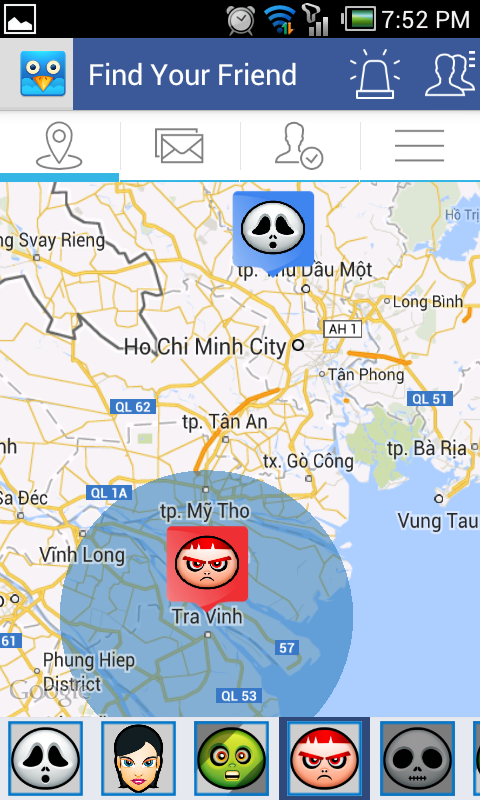 7:52 PM
Find Your Friend
Hồ Trị
ng Svay Rieng
tp. Thủ Dầu Một
Long Bình
AH 1
Ho Chi Minh City
Tân Phong
QL 62
QL 51
tp. Tân An
tp. Bà Rịa
nh
tx. Gò Công
QL 1A
Sa Đéc
tp. Mỹ Tho
Vung Tau
Vĩnh Long
Tra Vinh
61
57
Phung Hiep
District
Google
QL 53